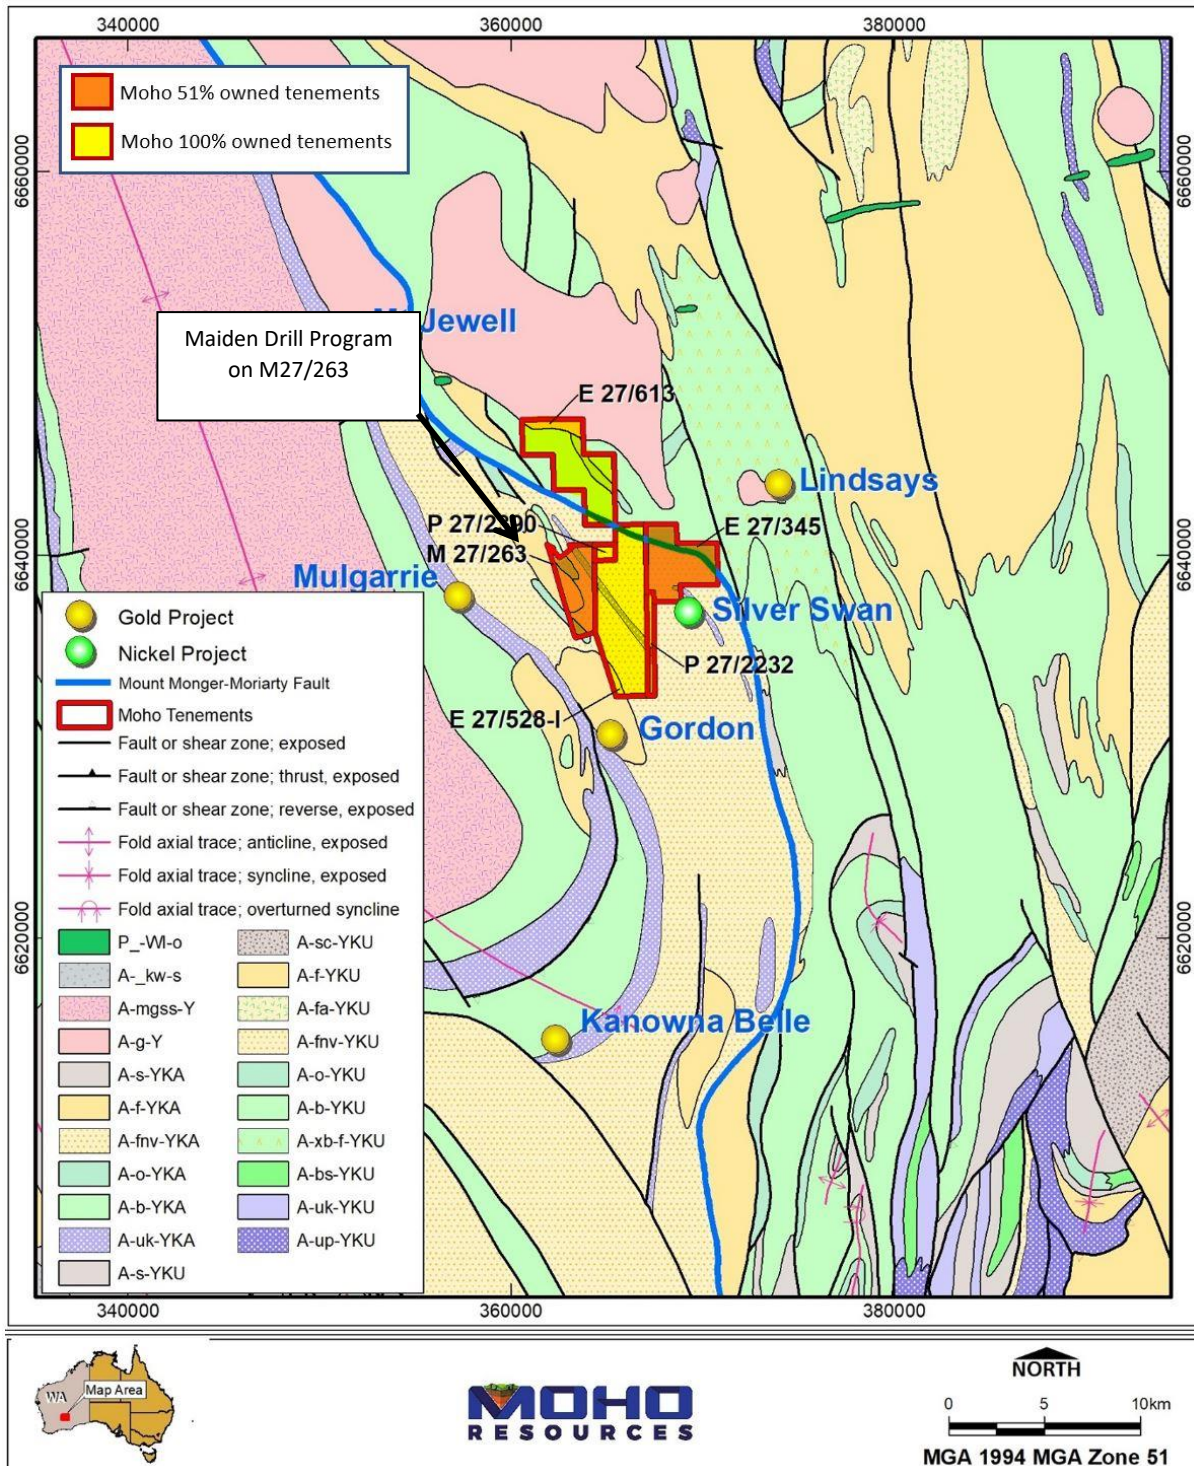 340000 360000 380000
Moho 51% owned tenements
Moho 100% owned tenements
6660000
6660000
Jewell
Maiden Drill Program
on M27/263
E 27/613
Lindsays
P 27/2390
E 27/345
M 27/263
6640000
6640000
Mulgarrie
Silver Swan
P 27/2232
E 27/528-I
Gordon
Gold Project
Nickel Project
Mount Monger-Moriarty Fault
Moho Tenements
Fault or shear zone; exposed
Fault or shear zone; thrust, exposed
Fault or shear zone; reverse, exposed
Fold axial trace; anticline, exposed
Fold axial trace; syncline, exposed
Fold axial trace; overturned syncline
6620000
6620000
Kanowna Belle
P_-WI-o
A-_kw-s
A-mgss-Y
A-g-Y
A-s-YKA
A-f-YKA
A-fnv-YKA
A-o-YKA
A-b-YKA
A-uk-YKA
A-s-YKU
A-sc-YKU
A-f-YKU
A-fa-YKU
A-fnv-YKU
A-o-YKU
A-b-YKU
A-xb-f-YKU
A-bs-YKU
A-uk-YKU
A-up-YKU
340000 360000 380000
WA
Map Area
MOHO
RESOURCES
NORTH
0 5 10km
MGA 1994 MGA Zone 51